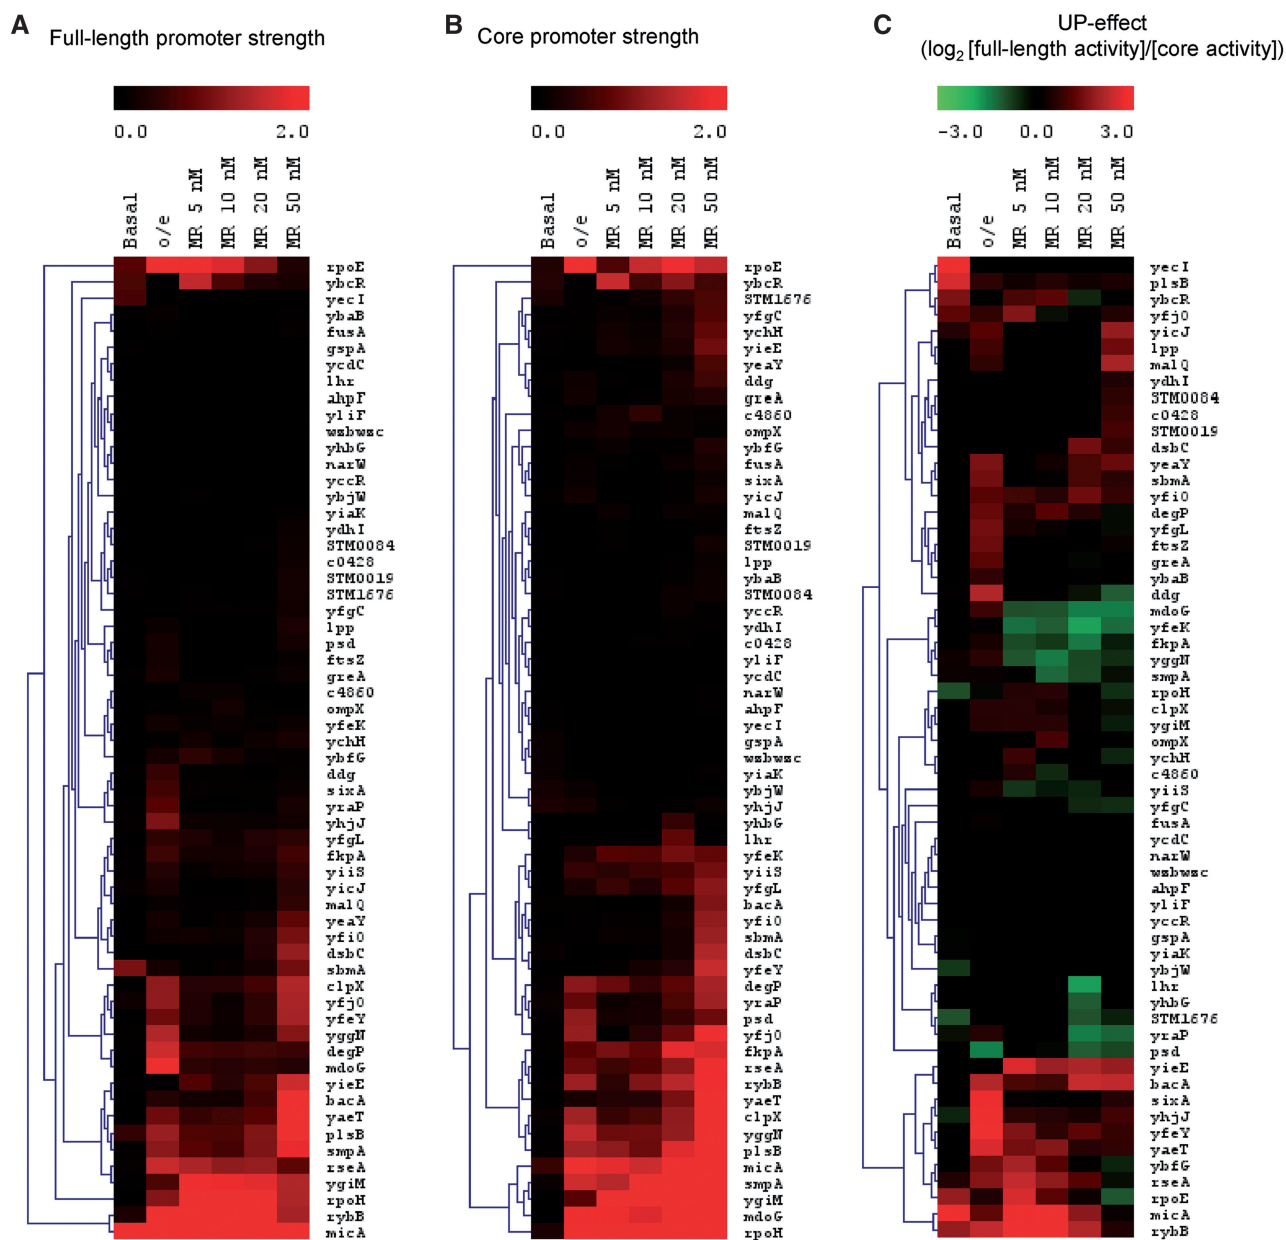 A
Full-length promoter strength
0.0 2.0
Basal
o/e
MR 5 nM
MR 10 nM
MR 20 nM
MR 50 nM
rpoE
ybcR
yecI
ybaB
fusA
gspA
ycdC
lhr
ahpF
yliF
wzbwzc
yhbG
narW
yccR
ybjW
yiaK
ydhI
STM0084
c0428
STM0019
STM1676
yfgC
lpp
psd
ftsZ
greA
c4860
ompX
yfeK
ychH
ybfG
ddg
sixA
yraP
yhjJ
yfgL
fkpA
yiiS
yicJ
malQ
yeaY
yfiO
dsbC
sbmA
clpX
yfjO
yfeY
yggN
degP
mdoG
yieE
bacA
yaeT
plsB
smpA
rseA
ygiM
rpoH
rybB
micA
B
Core promoter strength
0.0 2.0
Basal
o/e
MR 5 nM
MR 10 nM
MR 20 nM
MR 50 nM
rpoE
ybcR
STM1676
yfgC
ychH
yieE
yeaY
ddg
greA
c4860
ompX
ybfG
fusA
sixA
yicJ
malQ
ftsZ
STM0019
lpp
ybaB
STM0084
yccR
ydhI
c0428
yliF
ycdC
narW
ahpF
yecI
gspA
wzbwzc
yiaK
ybjW
yhjJ
yhbG
lhr
yfeK
yiiS
yfgL
bacA
yfiO
sbmA
dsbC
yfeY
degP
yraP
psd
yfjO
fkpA
rseA
rybB
yaeT
clpX
yggN
plsB
micA
smpA
ygiM
mdoG
rpoH
C
UP-effect
(log₂ [full-length activity]/[core activity])
-3.0 0.0 3.0
Basal
o/e
MR 5 nM
MR 10 nM
MR 20 nM
MR 50 nM
yecI
plsB
ybcR
yfjO
yicJ
lpp
malQ
ydhI
STM0084
c0428
STM0019
dsbC
yeaY
sbmA
yfiO
degP
yfgL
ftsZ
greA
ybaB
ddg
mdoG
yfeK
fkpA
yggN
smpA
rpoH
clpX
ygiM
ompX
ychH
c4860
yiiS
yfgC
fusA
ycdC
narW
wzbwzc
ahpF
yliF
yccR
gspA
yiaK
ybjW
lhr
yhbG
STM1676
yraP
psd
yieE
bacA
sixA
yhjJ
yfeY
yaeT
ybfG
rseA
rpoE
micA
rybB